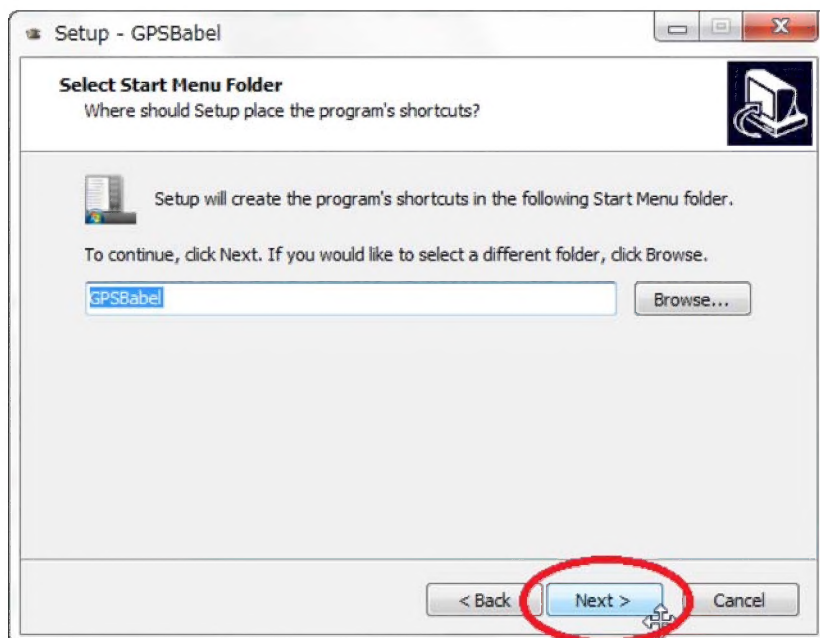 Setup - GPSBabel
Select Start Menu Folder
Where should Setup place the program's shortcuts?
Setup will create the program's shortcuts in the following Start Menu folder.
To continue, click Next. If you would like to select a different folder, click Browse.
GPSBabel
Browse...
< Back
Next >
Cancel